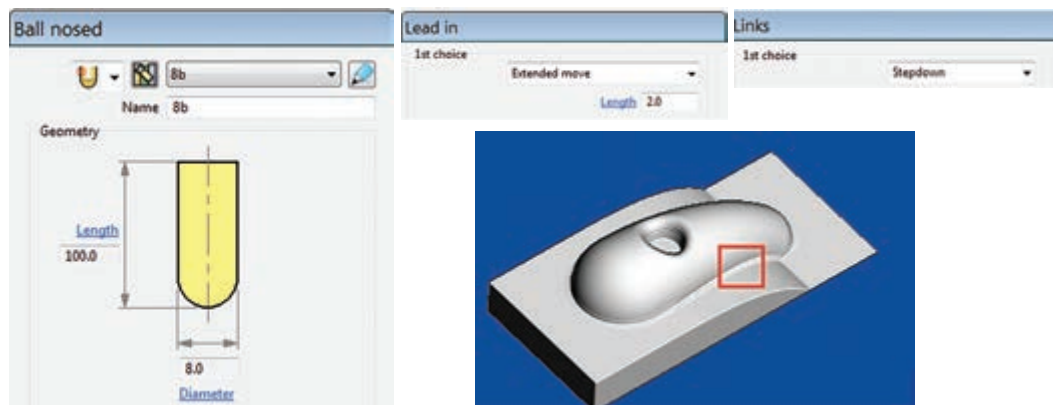 Ball nosed
8b
Name 8b
Geometry
Length
100.0
8.0
Diameter
Lead in
1st choice
Extended move
Length 2.0
Links
1st choice
Stepdown